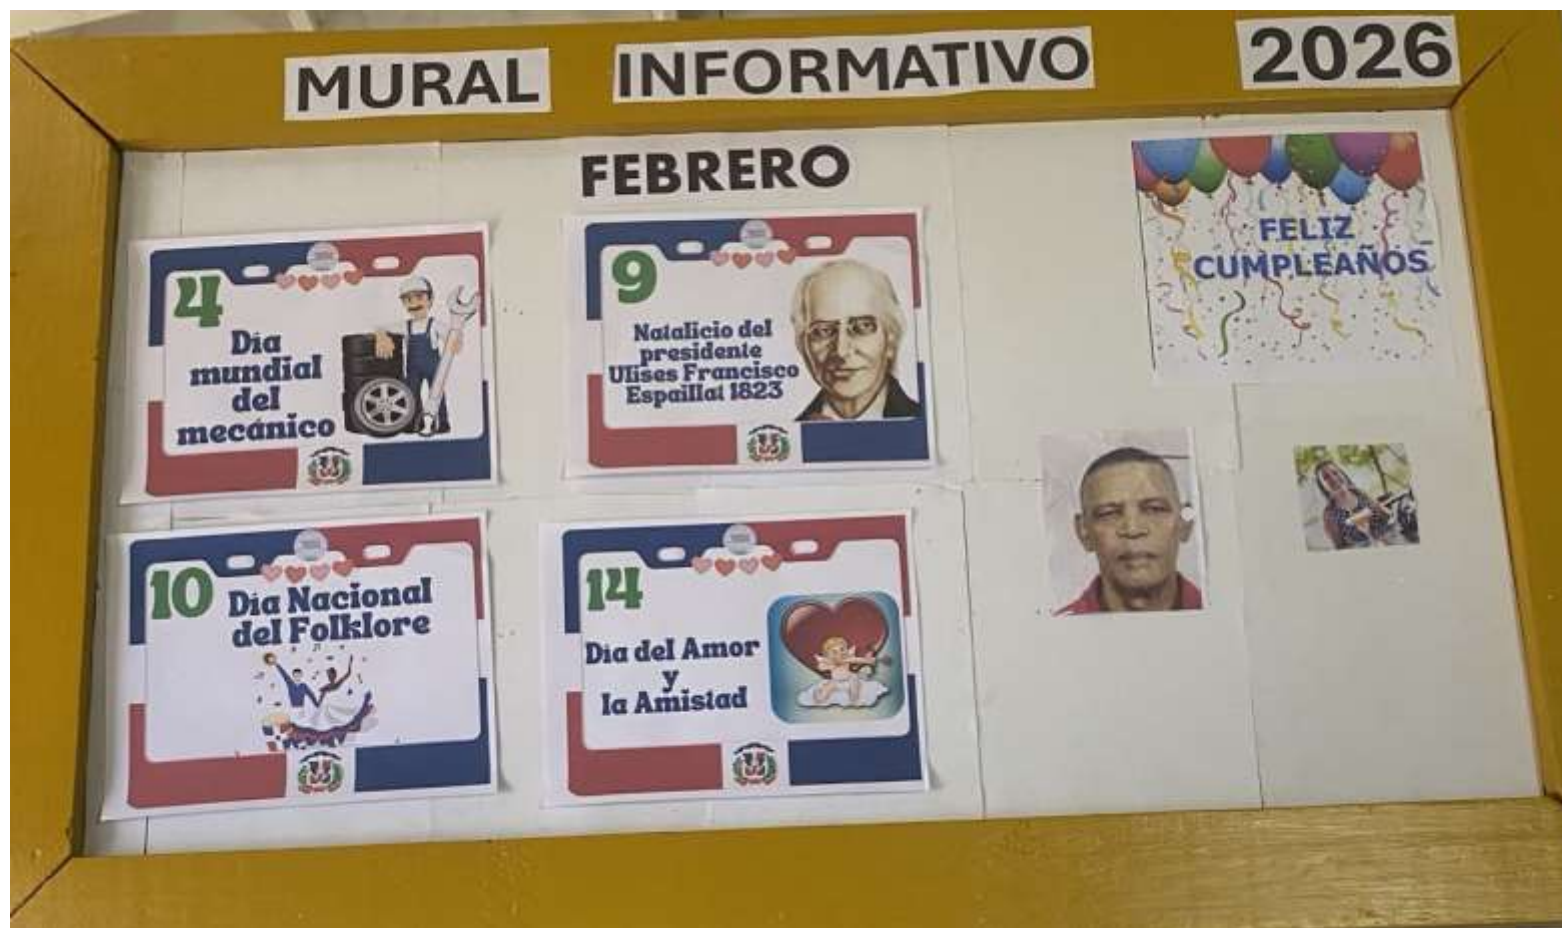 MURAL INFORMATIVO 2026
FEBRERO
4
Día
mundial
del
mecánico
9
Natalicio del
presidente
Ulises Francisco
Espaillat 1823
10
Día Nacional
del Folklore
14
Día del Amor
y
la Amistad
FELIZ
CUMPLEAÑOS